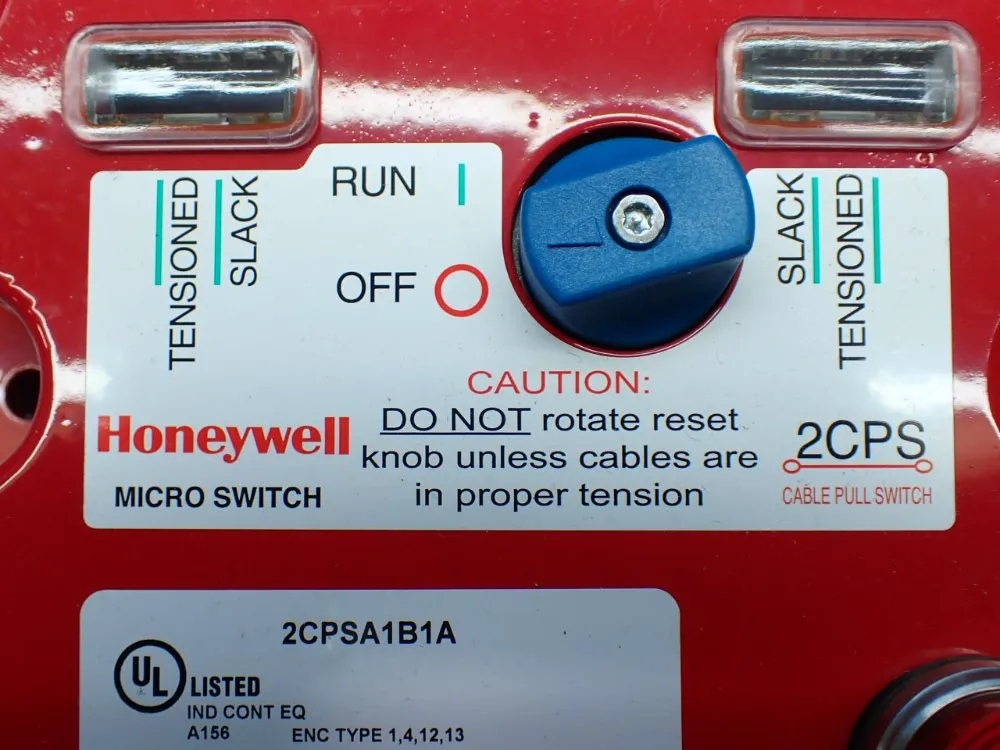 TENSIONED
SLACK
RUN
OFF
SLACK
TENSIONED
CAUTION:
DO NOT rotate reset
knob unless cables are
in proper tension
Honeywell
MICRO SWITCH
2CPS
CABLE PULL SWITCH
2CPSA1B1A
UL LISTED
IND CONT EQ
A156 ENC TYPE 1,4,12,13